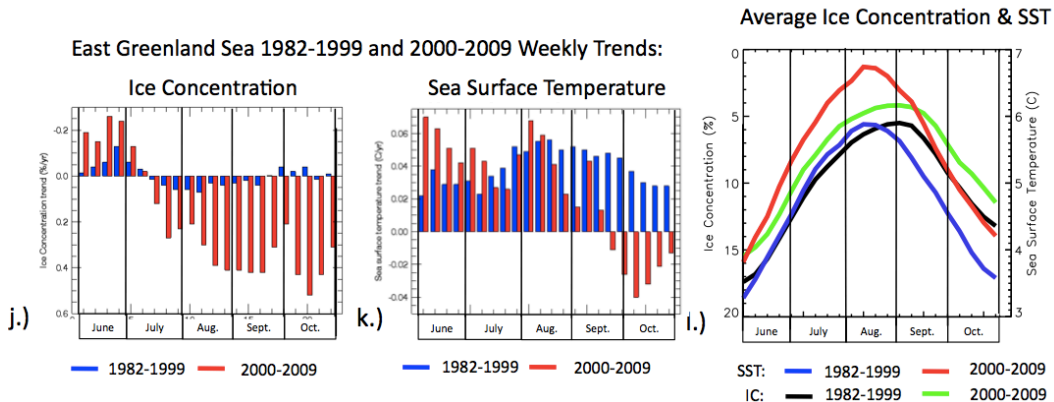 Average Ice Concentration & SST
East Greenland Sea 1982-1999 and 2000-2009 Weekly Trends:
Ice Concentration
Sea Surface Temperature
j.)
Ice Concentration trend (%/yr)
-0.2
0.0
0.2
0.4
0.6
June July Aug. Sept. Oct.
1982-1999 2000-2009
k.)
Sea surface temperature trend (C/yr)
0.06
0.04
0.02
0.00
-0.02
-0.04
June July Aug. Sept. Oct.
1982-1999 2000-2009
Ice Concentration (%)
0
5
10
15
20
7
6
5
4
3
Sea Surface Temperature (C)
June July Aug. Sept. Oct.
SST: 1982-1999 2000-2009
IC: 1982-1999 2000-2009